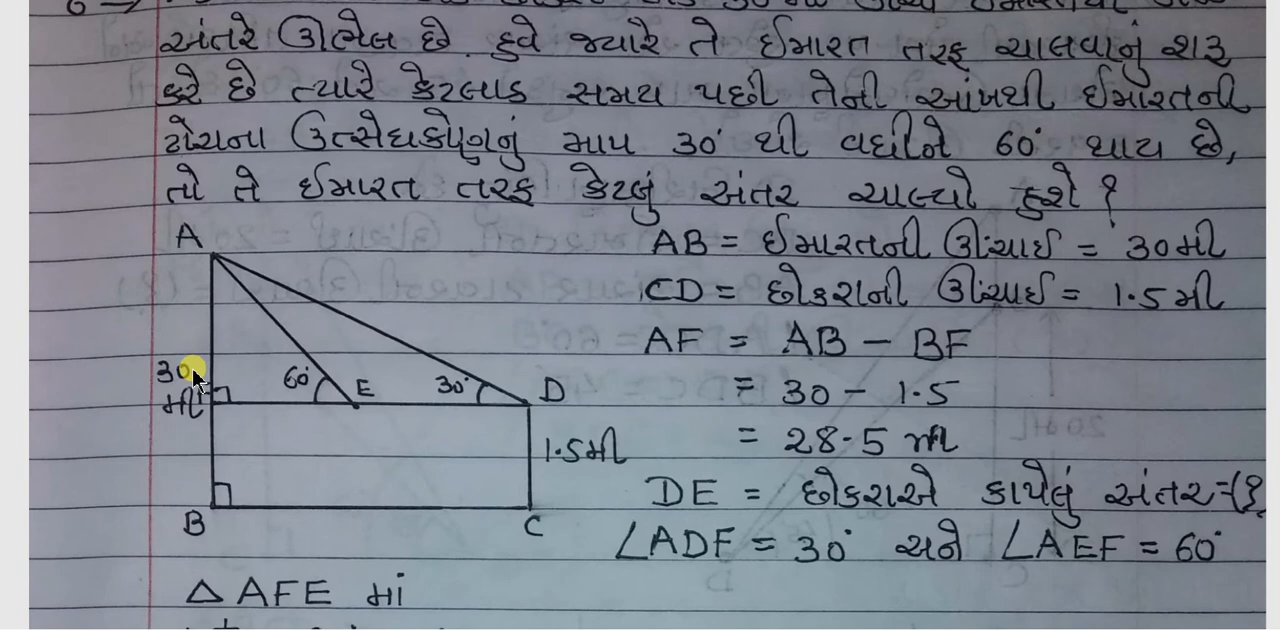 અંતરે ઊભેલ છે. હવે જ્યારે તે ઈમારત તરફ ચાલવાનું શરૂ
કરે છે ત્યારે કેટલાક સમય પછી તેની આંખથી ઈમારતની
ટોચના ઉત્સેધકોણનું માપ 30° થી વધીને 60° થાય છે,
તો તે ઈમારત તરફ કેટલું અંતર ચાલ્યો હશે ?
A
AB = ઈમારતની ઊંચાઈ = 30મી
CD = છોકરાની ઊંચાઈ = 1.5મી
AF = AB - BF
30
60°
E
30°
D
= 30 - 1.5
મી
1.5મી
= 28.5 મી
DE = છોકરાએ કાપેલું અંતર=(?)
B
C
∠ADF = 30° અને ∠AEF = 60°
△ AFE માં